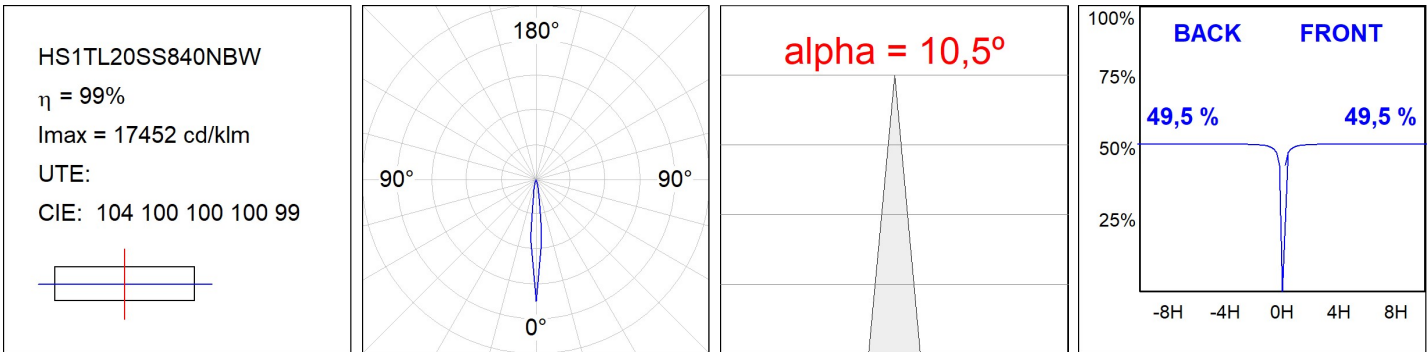 HS1TL20SS840NBW
η = 99%
Imax = 17452 cd/klm
UTE:
CIE: 104 100 100 100 99
180°
90°
90°
0°
alpha = 10,5º
100%
BACK
FRONT
75%
49,5 %
49,5 %
50%
25%
-8H
-4H
0H
4H
8H